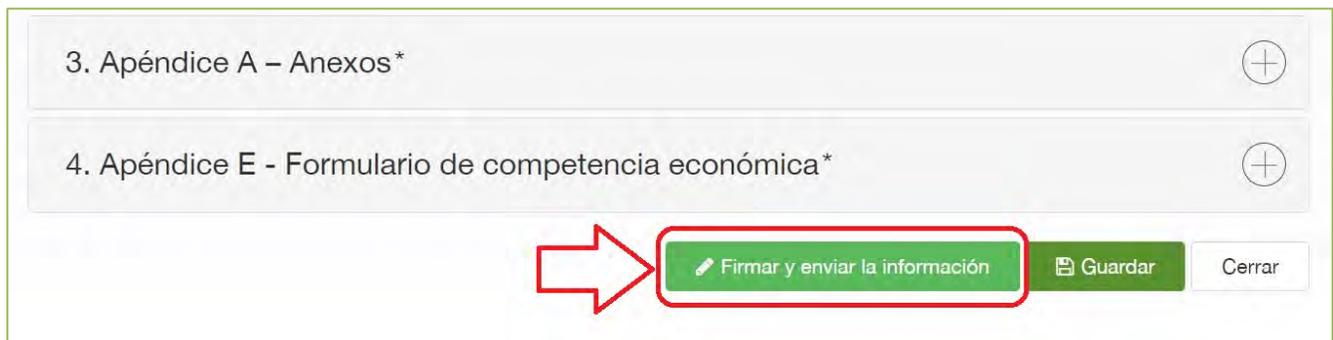 3. Apéndice A – Anexos*
4. Apéndice E - Formulario de competencia económica*
Firmar y enviar la información Guardar Cerrar